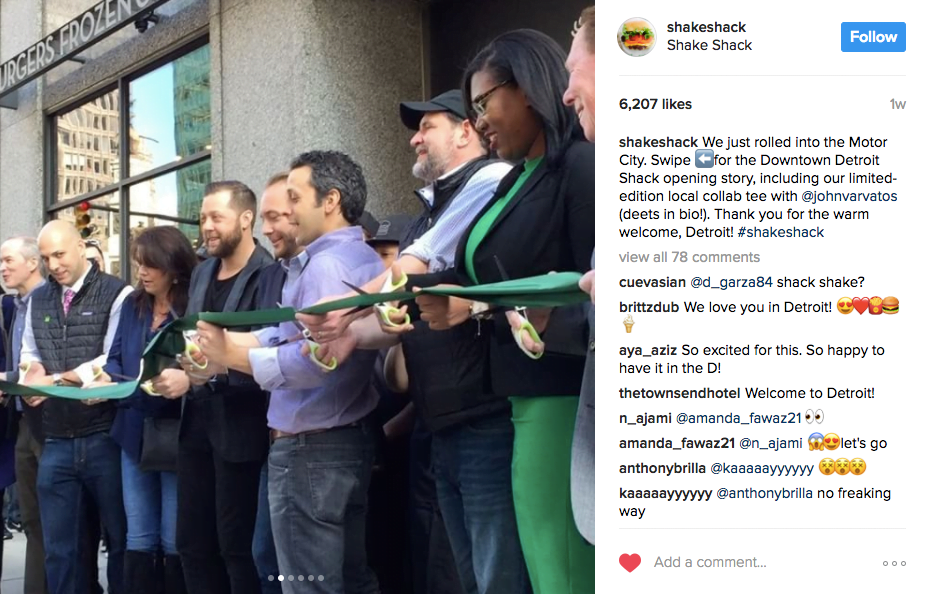 URGERS FROZEN
shakeshack
Shake Shack
Follow
6,207 likes
1w
shakeshack We just rolled into the Motor
City. Swipe ⬅️for the Downtown Detroit
Shack opening story, including our limited-
edition local collab tee with @johnvarvatos
(deets in bio!). Thank you for the warm
welcome, Detroit! #shakeshack
view all 78 comments
cuevasian @d_garza84 shack shake?
brittzdub We love you in Detroit! 😍❤️🍟🍔
🍦
aya_aziz So excited for this. So happy to
have it in the D!
thetownsendhotel Welcome to Detroit!
n_ajami @amanda_fawaz21 👀
amanda_fawaz21 @n_ajami 😱😍let's go
anthonybrilla @kaaaaayyyyyy 😵😵😵
kaaaaayyyyyy @anthonybrilla no freaking
way
Add a comment...